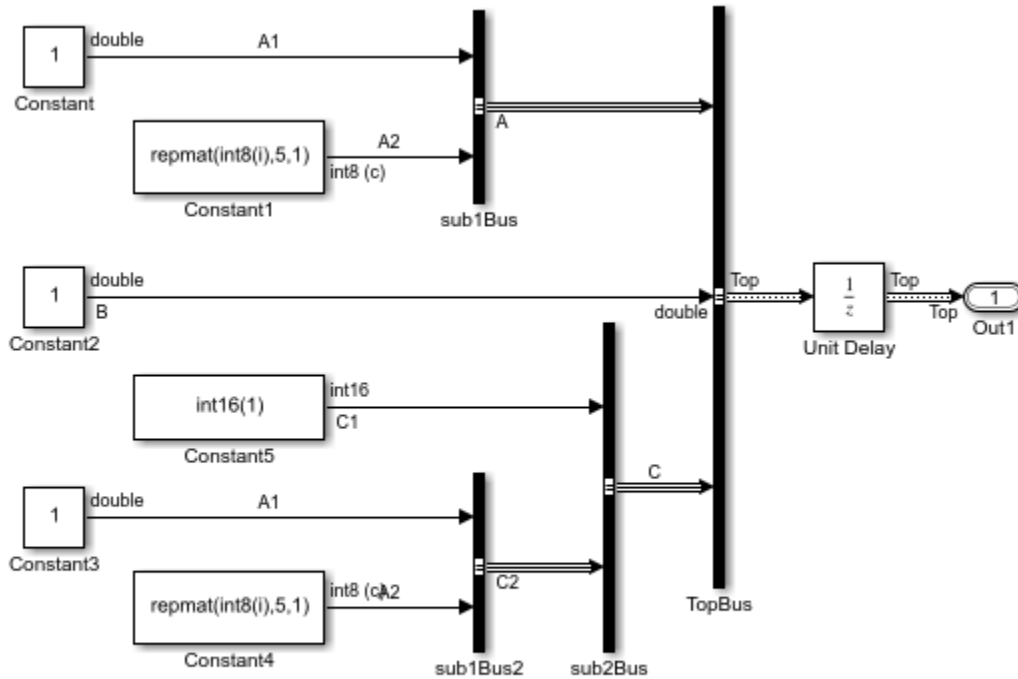 double
A1
1
Constant
A
A2
repmat(int8(i),5,1)
int8 (c)
Constant1
sub1Bus
double
1
B
Constant2
double
Top
1
z
Top
Top
1
Out1
Unit Delay
int16
int16(1)
C1
Constant5
C
double
A1
1
Constant3
C2
int8 (c)
A2
repmat(int8(i),5,1)
Constant4
sub1Bus2
sub2Bus
TopBus